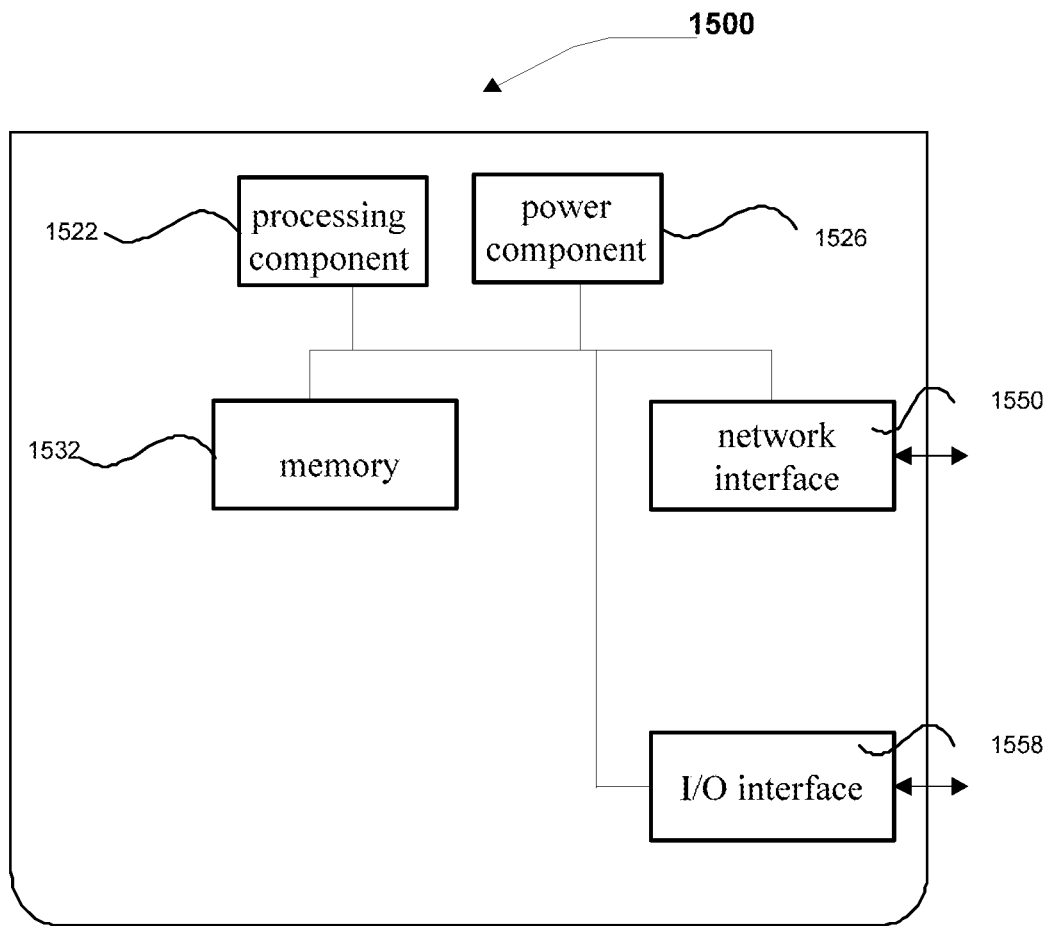 1500
processing
component
1522
power
component
1526
memory
1532
network
interface
1550
I/O interface
1558